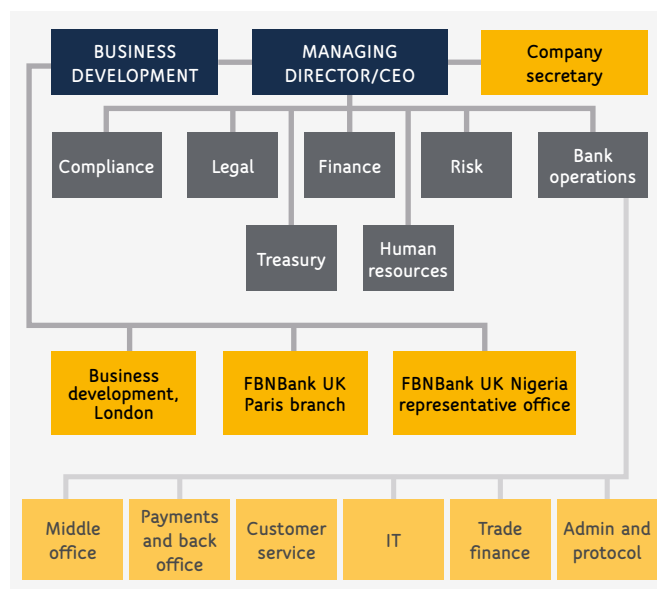 BUSINESS
DEVELOPMENT
MANAGING
DIRECTOR/CEO
Company
secretary
Compliance
Legal
Finance
Risk
Bank
operations
Treasury
Human
resources
Business
development,
London
FBNBank UK
Paris branch
FBNBank UK Nigeria
representative office
Middle
office
Payments
and back
office
Customer
service
IT
Trade
finance
Admin and
protocol